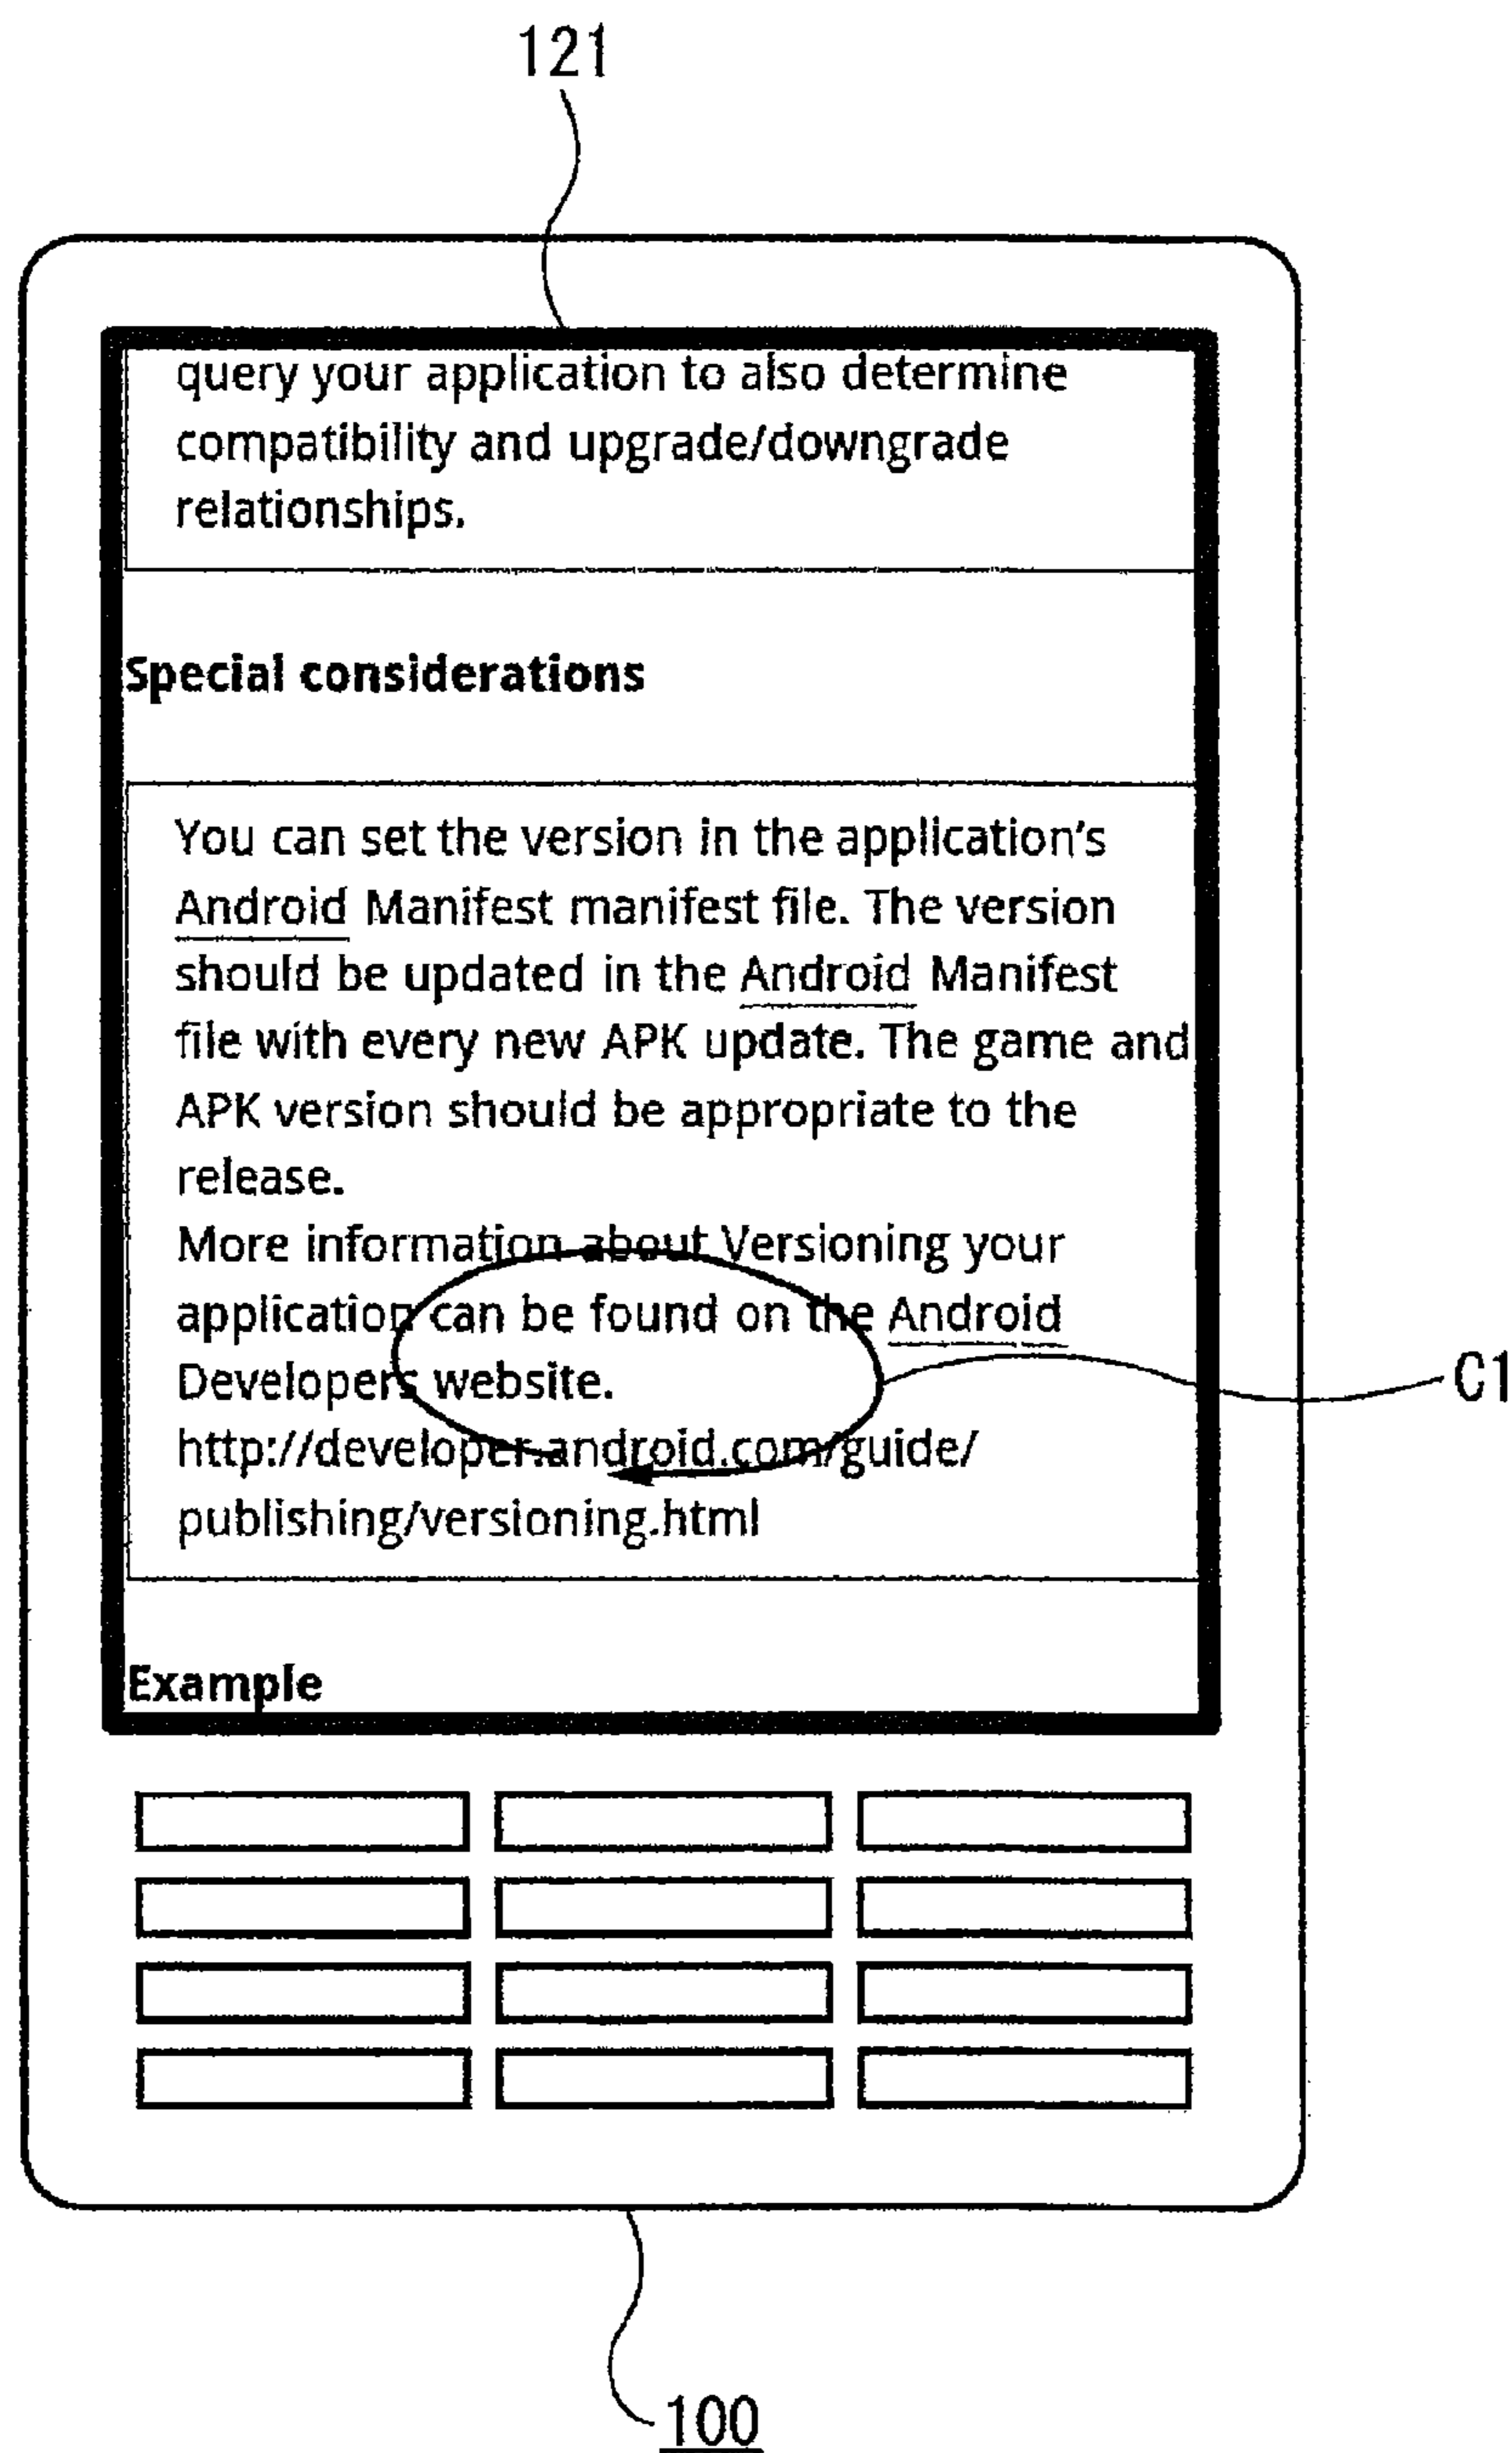 121
query your application to also determine
compatibility and upgrade/downgrade
relationships.
Special considerations
You can set the version in the application's
Android Manifest manifest file. The version
should be updated in the Android Manifest
file with every new APK update. The game and
APK version should be appropriate to the
release.
More information about Versioning your
application can be found on the Android
Developers website.
http://developer.android.com/guide/
publishing/versioning.html
Example
C1
100